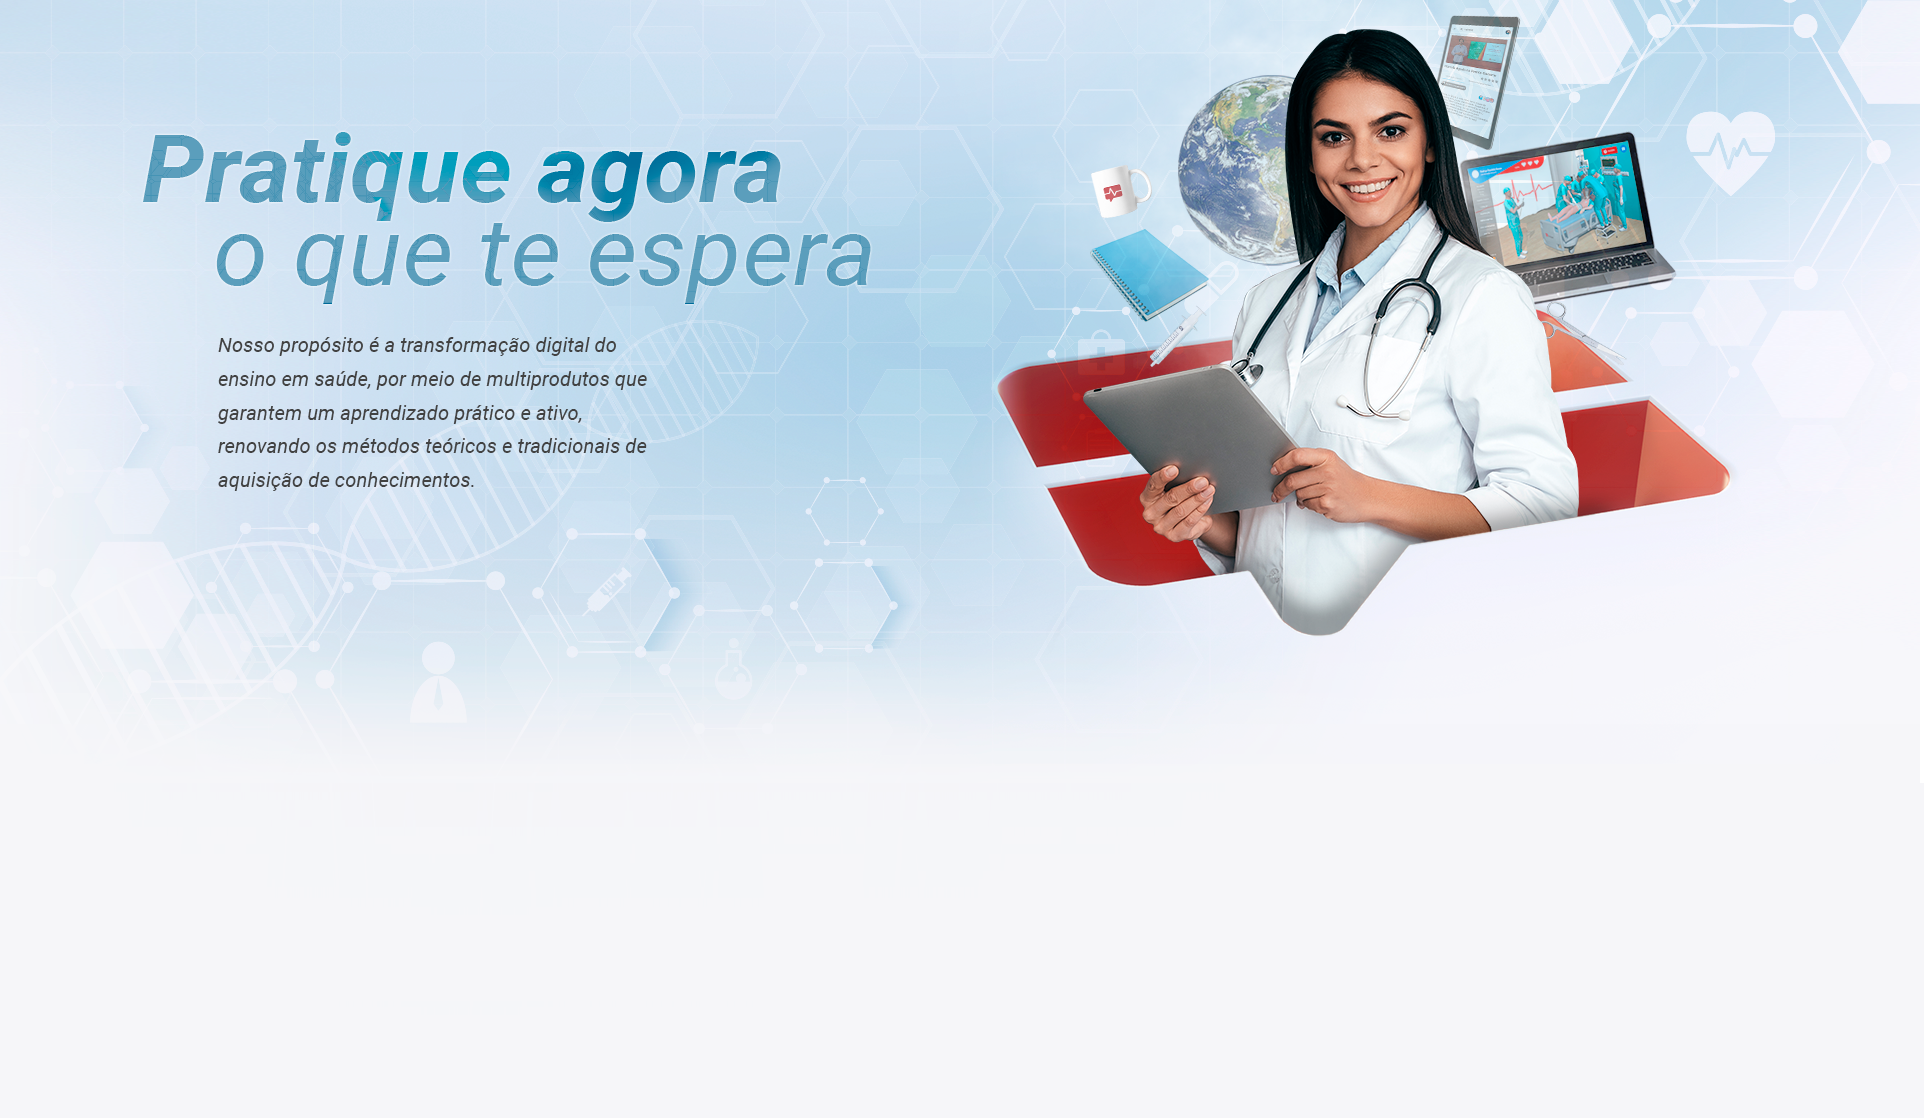 Pratique agora
o que te espera
Nosso propósito é a transformação digital do
ensino em saúde, por meio de multiprodutos que
garantem um aprendizado prático e ativo,
renovando os métodos teóricos e tradicionais de
aquisição de conhecimentos.